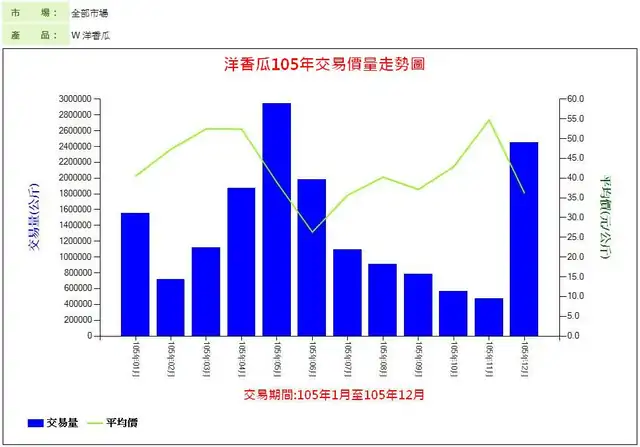 市　　場： 全部市場
產　　品： W 洋香瓜
洋香瓜105年交易價量走勢圖
交易量(公斤)
3000000
2800000
2600000
2400000
2200000
2000000
1800000
1600000
1400000
1200000
1000000
800000
600000
400000
200000
0
60.0
55.0
50.0
45.0
40.0
35.0
30.0
25.0
20.0
15.0
10.0
5.0
0.0
平均價(元/公斤)
105年01月
105年02月
105年03月
105年04月
105年05月
105年06月
105年07月
105年08月
105年09月
105年10月
105年11月
105年12月
交易期間:105年1月至105年12月
交易量 平均價